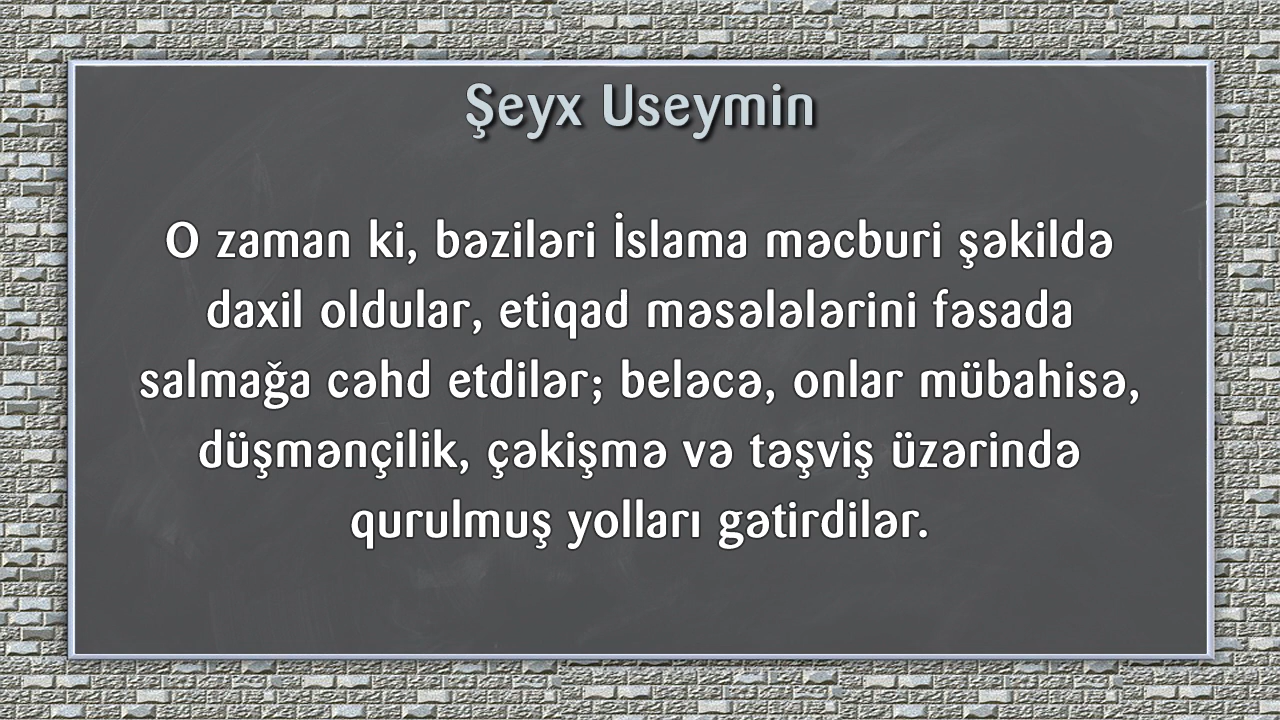 Şeyx Useymin
O zaman ki, bəziləri İslama məcburi şəkildə
daxil oldular, etiqad məsələlərini fəsada
salmağa cəhd etdilər; beləcə, onlar mübahisə,
düşmənçilik, çəkişmə və təşviş üzərində
qurulmuş yolları gətirdilər.